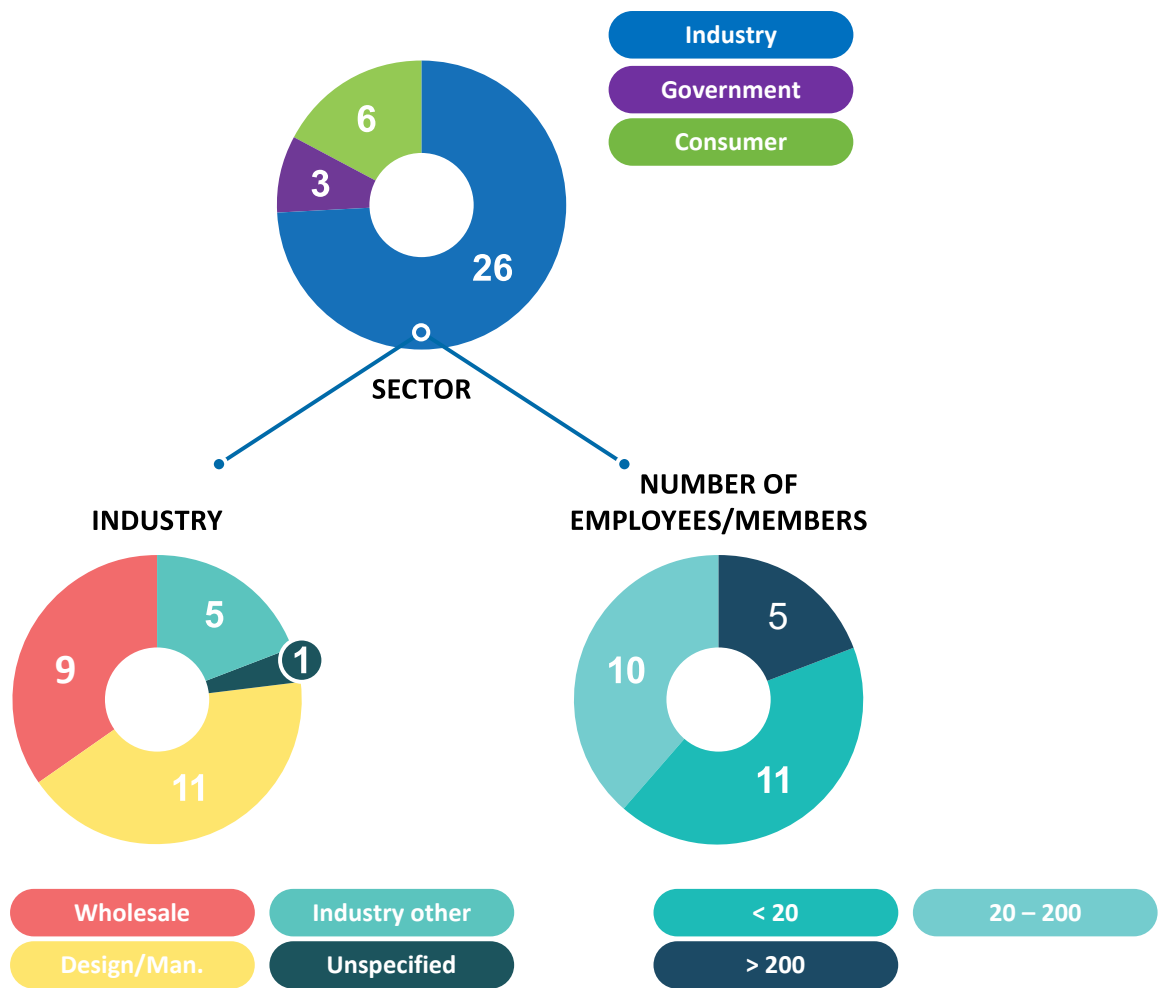 Industry
Government
Consumer
6
3
26
SECTOR
INDUSTRY
NUMBER OF
EMPLOYEES/MEMBERS
5
1
9
11
5
10
11
Wholesale
Industry other
Design/Man.
Unspecified
< 20
20 – 200
> 200